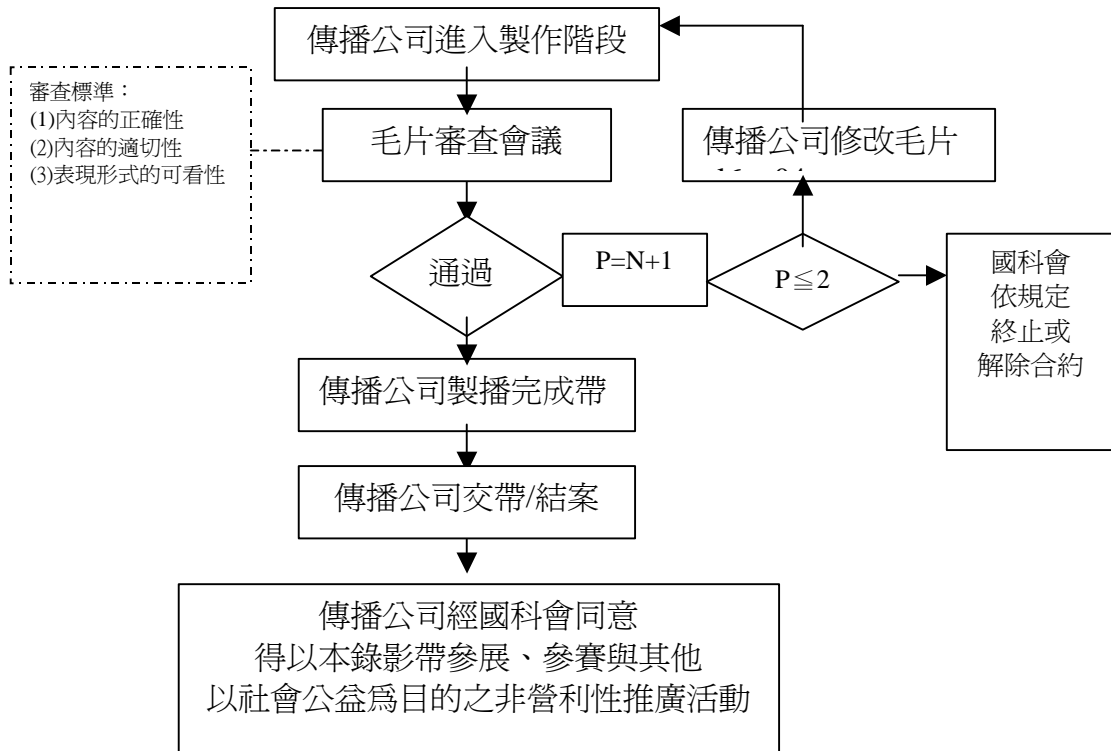 傳播公司進入製作階段
審查標準：
(1)內容的正確性
(2)內容的適切性
(3)表現形式的可看性
毛片審查會議
傳播公司修改毛片
通過
P=N+1
P≦2
國科會
依規定
終止或
解除合約
傳播公司製播完成帶
傳播公司交帶/結案
傳播公司經國科會同意
得以本錄影帶參展、參賽與其他
以社會公益爲目的之非營利性推廣活動